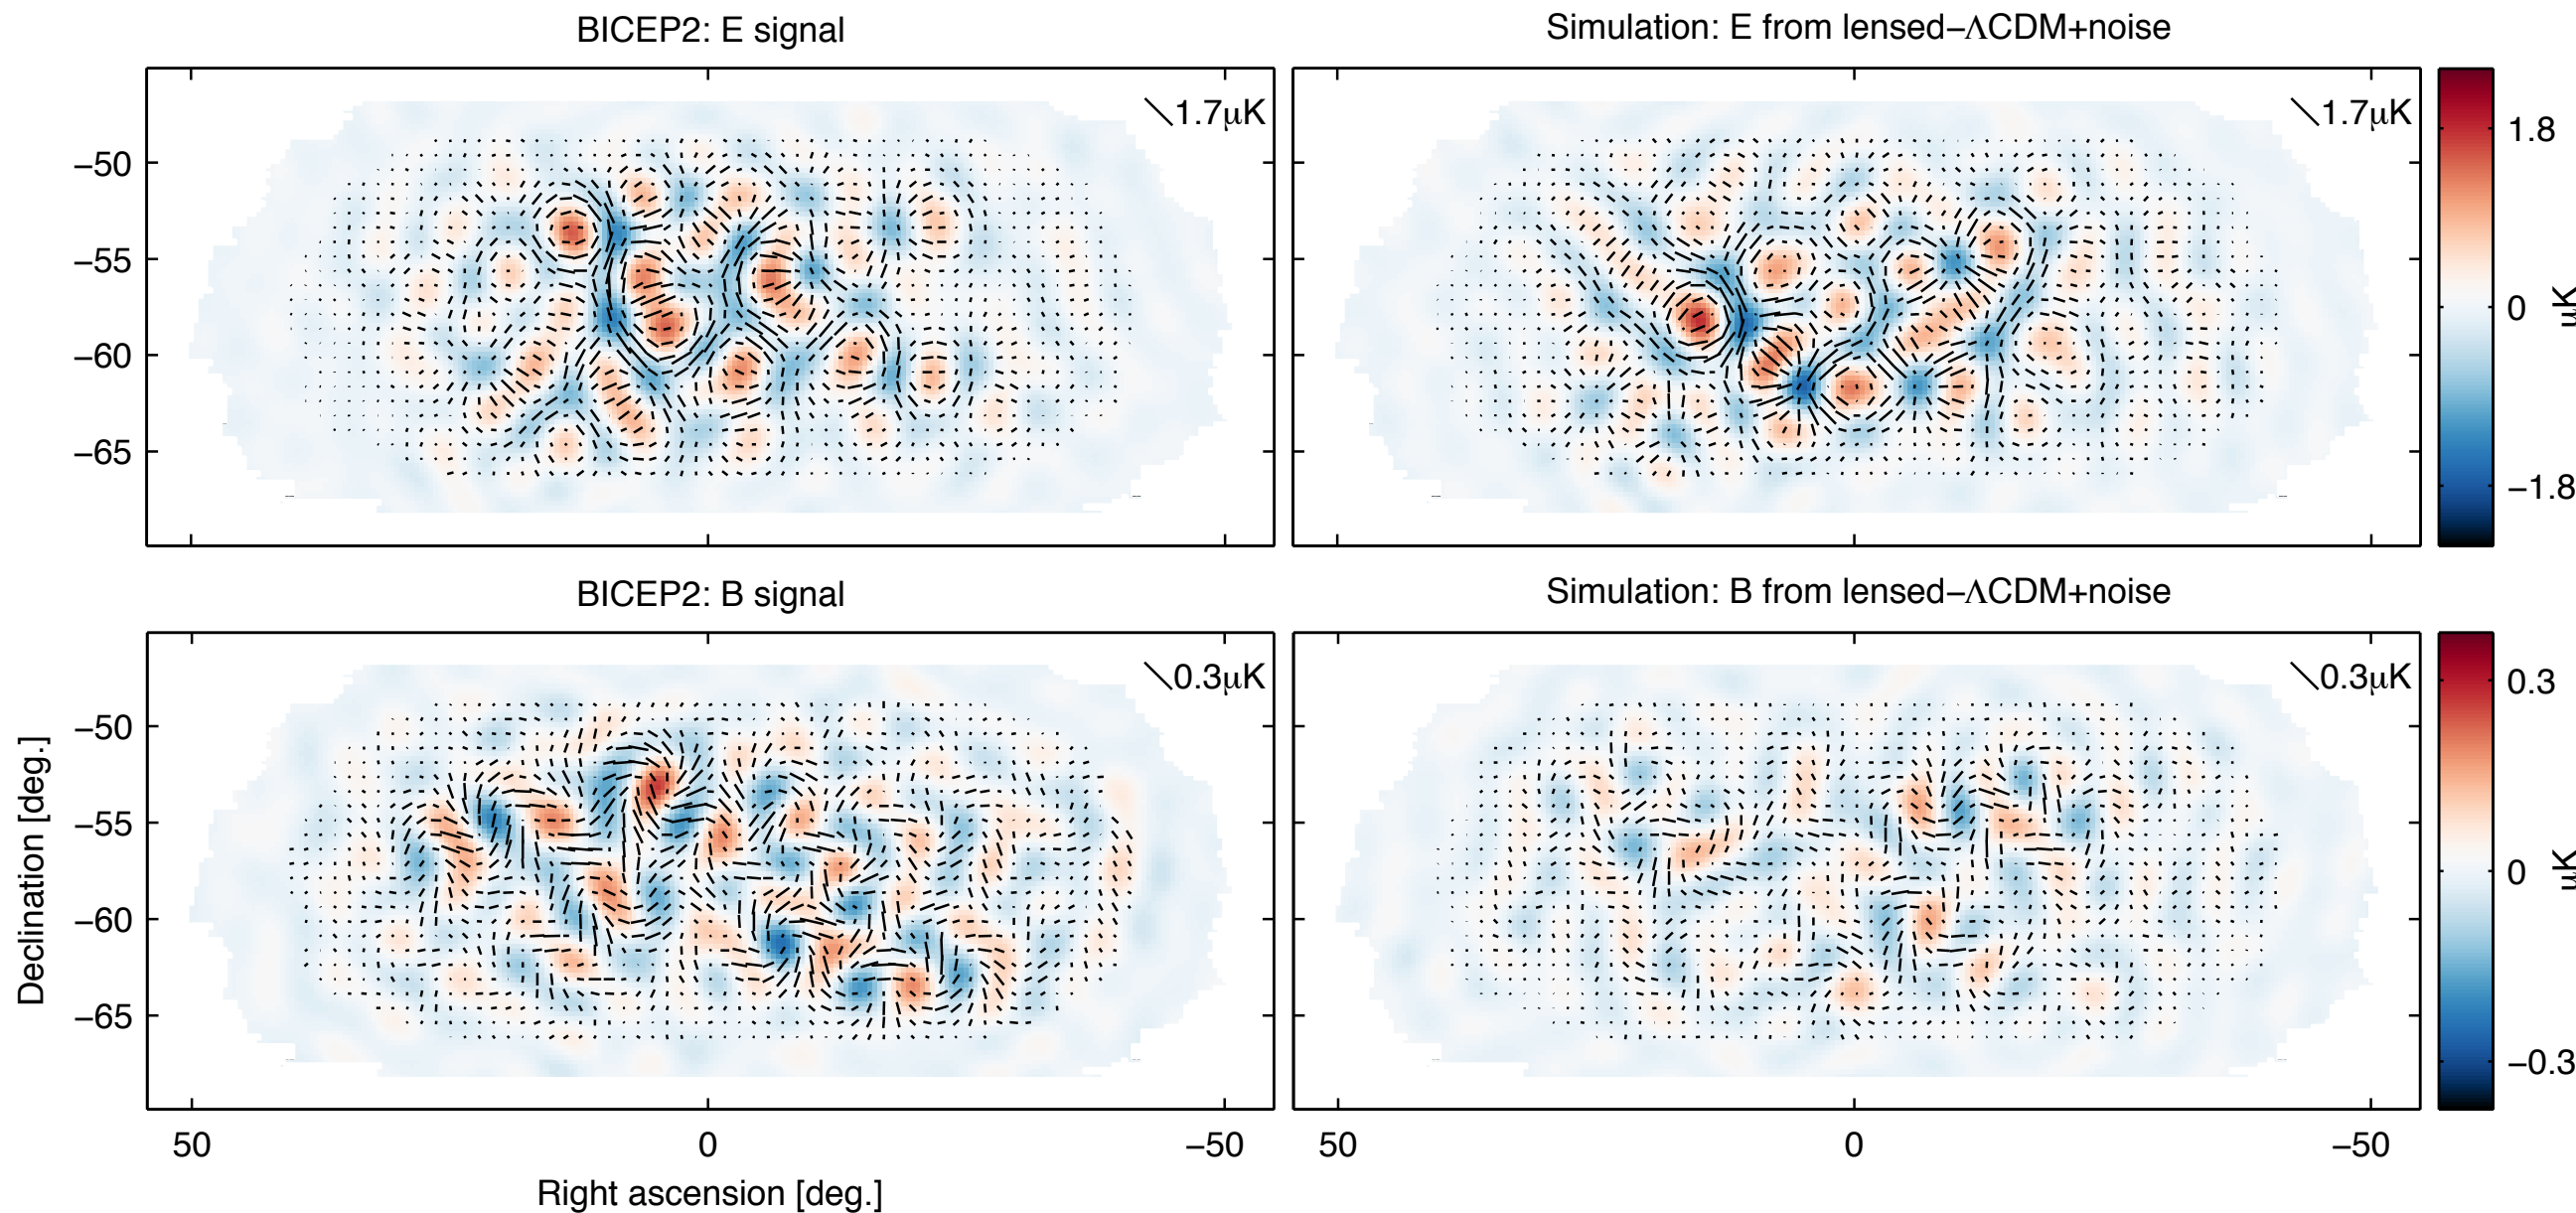 BICEP2: E signal
Simulation: E from lensed−ΛCDM+noise
1.7μK
1.7μK
−50
−55
−60
−65
1.8
0
−1.8
μK
BICEP2: B signal
Simulation: B from lensed−ΛCDM+noise
0.3μK
0.3μK
−50
−55
−60
−65
Declination [deg.]
0.3
0
−0.3
μK
50
0
−50
50
0
−50
Right ascension [deg.]